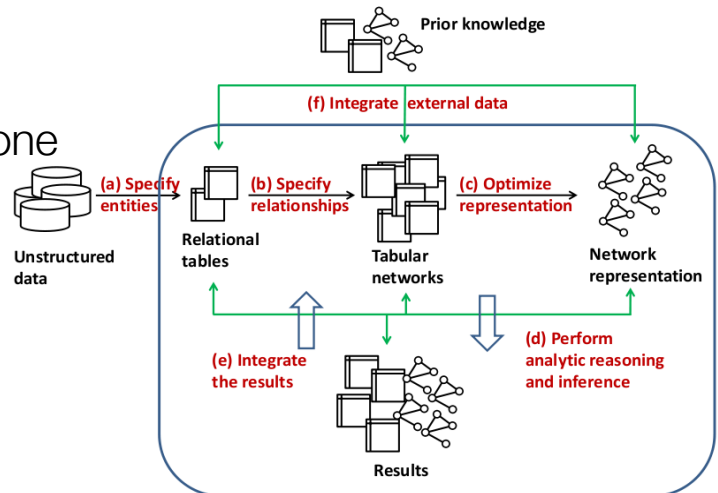 Prior knowledge
(f) Integrate external data
one
(a) Specify
entities
(b) Specify
relationships
(c) Optimize
representation
Unstructured
data
Relational
tables
Tabular
networks
Network
representation
(e) Integrate
the results
(d) Perform
analytic reasoning
and inference
Results